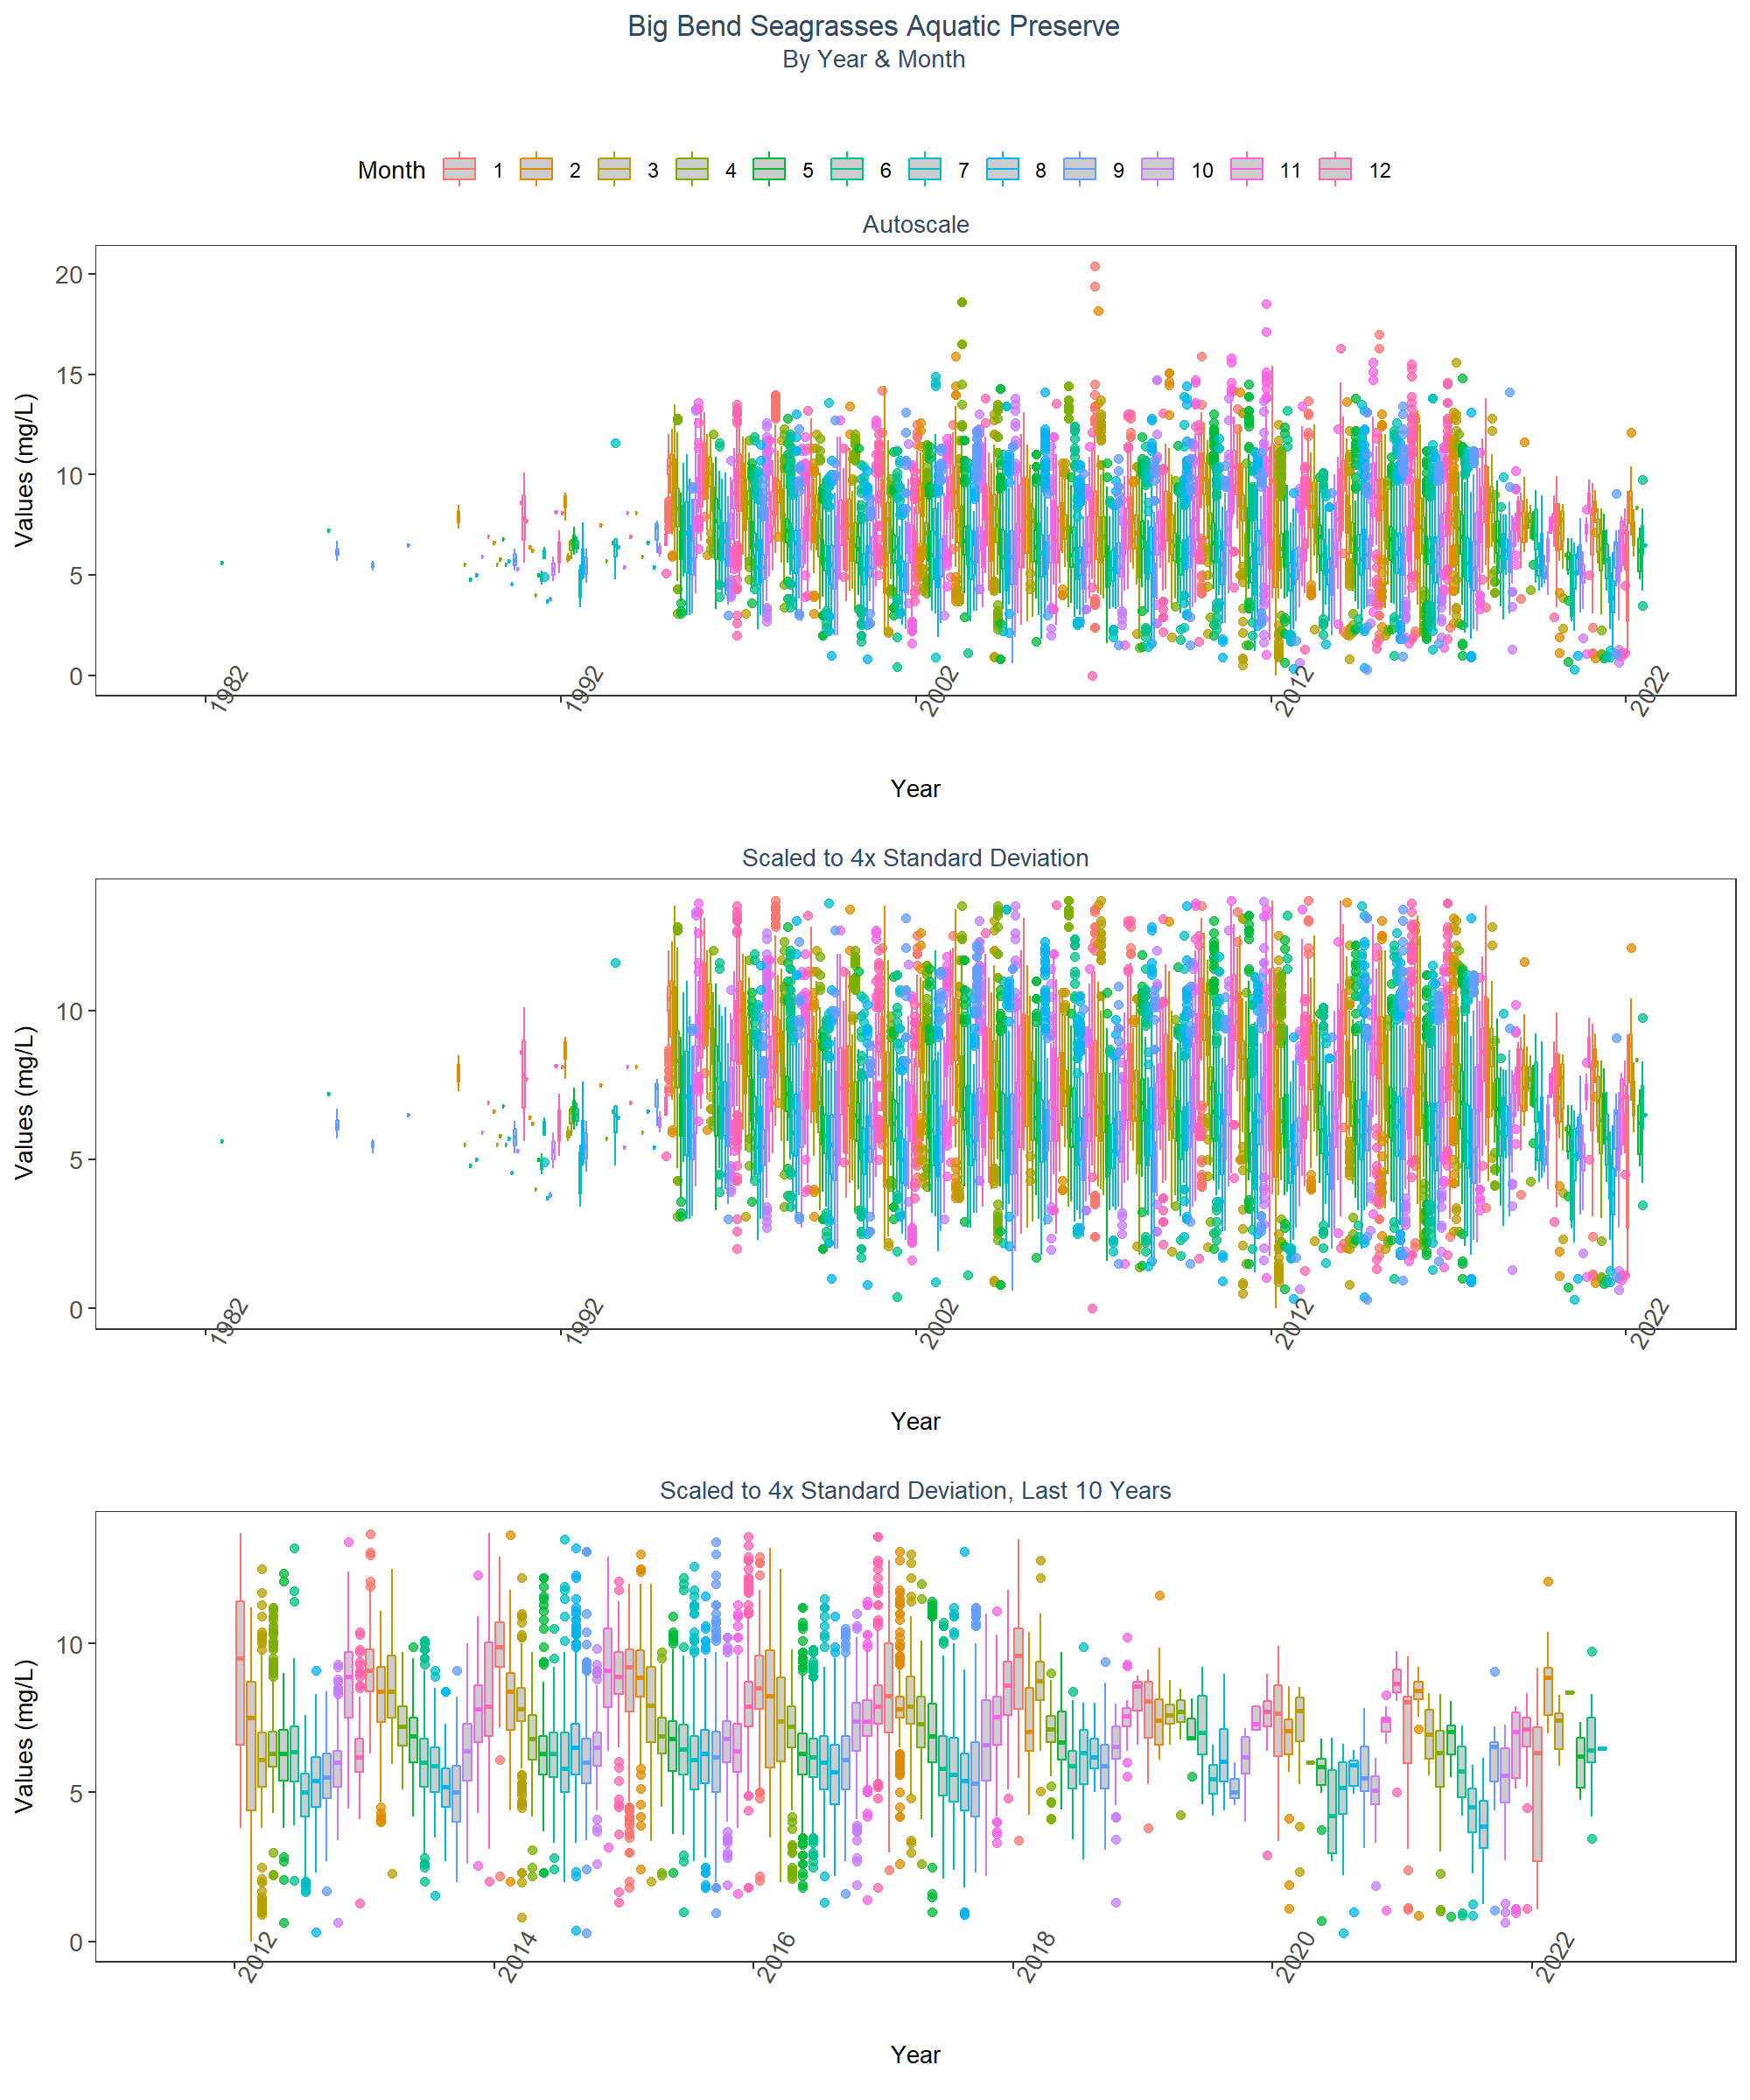 Big Bend Seagrasses Aquatic Preserve
By Year & Month
Month 1 2 3 4 5 6 7 8 9 10 11 12
Autoscale
Values (mg/L)
20
15
10
5
0
1982 1992 2002 2012 2022
Year
Scaled to 4x Standard Deviation
Values (mg/L)
10
5
0
1982 1992 2002 2012 2022
Year
Scaled to 4x Standard Deviation, Last 10 Years
Values (mg/L)
10
5
0
2012 2014 2016 2018 2020 2022
Year